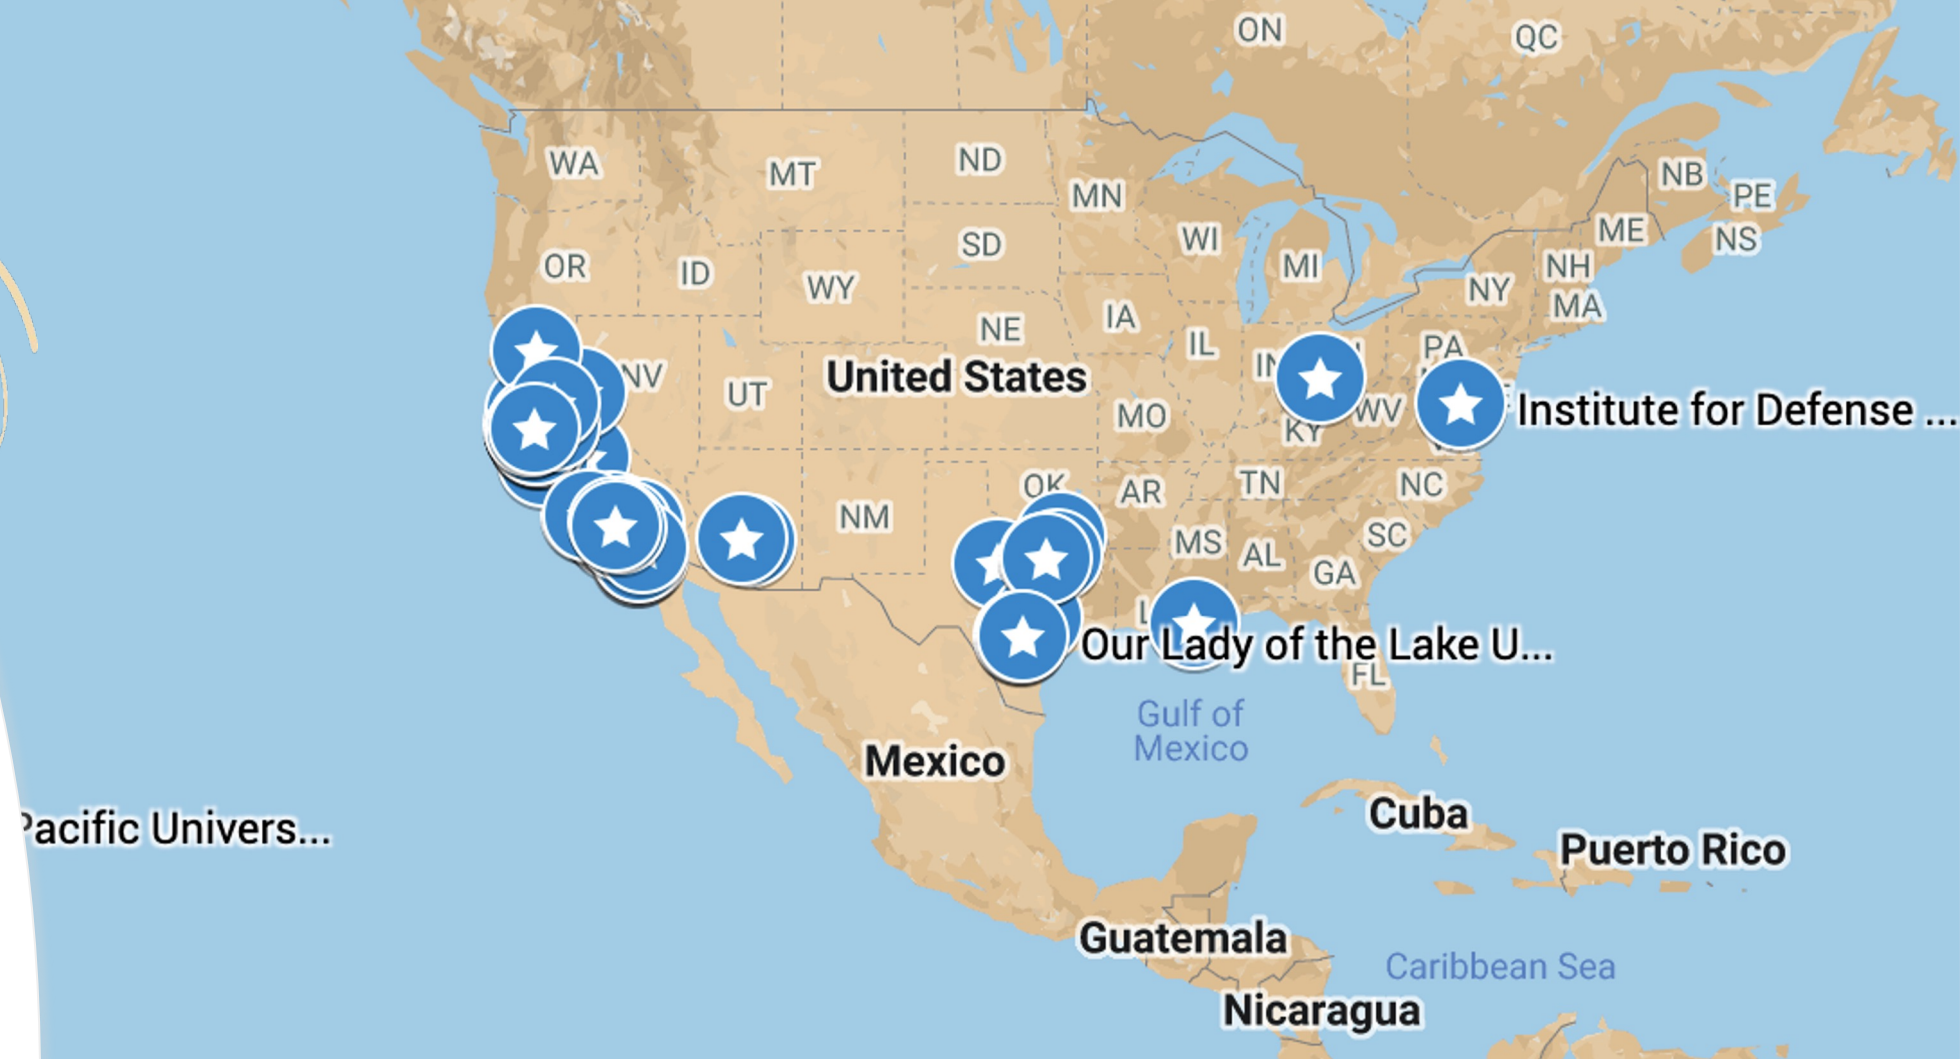 ON
QC
WA
MT
ND
MN
NB
PE
ME
NS
OR
ID
SD
WI
MI
NH
WY
NY
MA
IA
NE
IL
PA
NV
UT
United States
IN
MO
WV
Institute for Defense ...
KY
OK
AR
TN
NC
NM
MS
AL
SC
GA
Our Lady of the Lake U...
FL
Gulf of
Mexico
Mexico
Cuba
Pacific Univers...
Puerto Rico
Guatemala
Caribbean Sea
Nicaragua